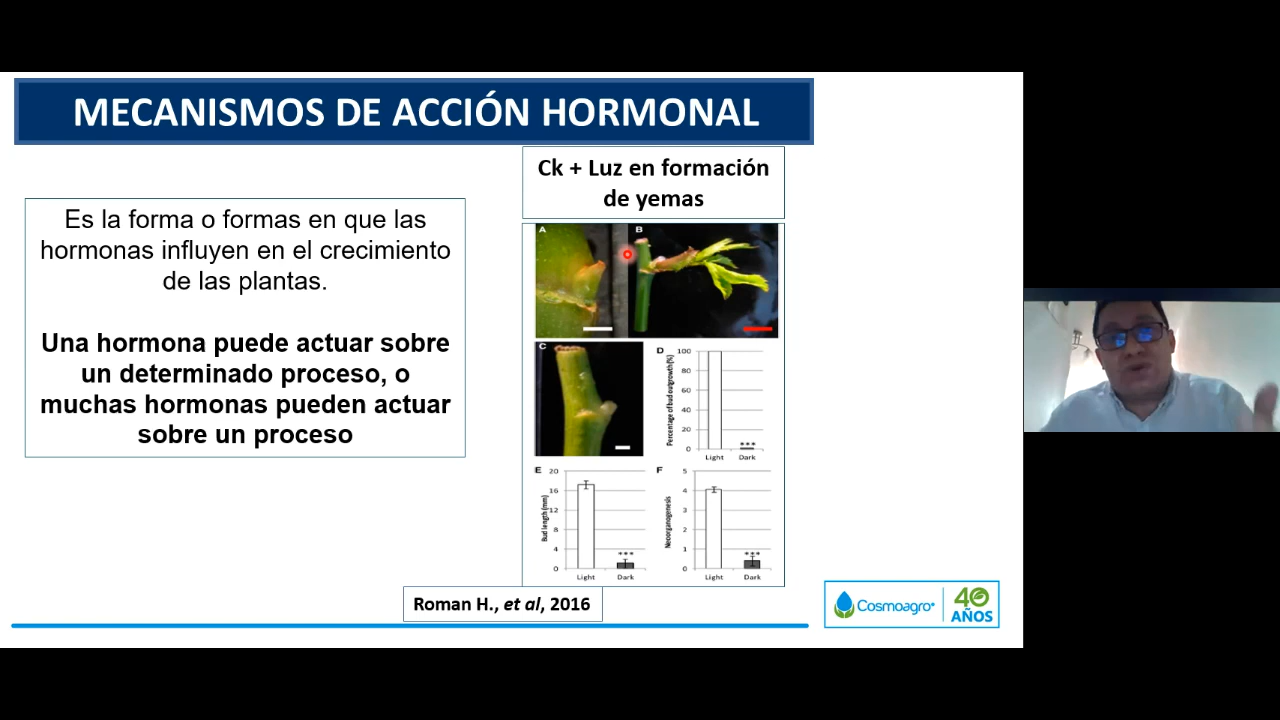 MECANISMOS DE ACCIÓN HORMONAL
Es la forma o formas en que las
hormonas influyen en el crecimiento
de las plantas.
Una hormona puede actuar sobre
un determinado proceso, o
muchas hormonas pueden actuar
sobre un proceso
Ck + Luz en formación
de yemas
A
B
C
D
Percentage of bud outgrowth (%)
100
80
60
40
20
0
***
Light Dark
E
Bud length (mm)
20
16
12
8
4
0
***
Light Dark
F
Neoorganogenesis
5
4
3
2
1
0
***
Light Dark
Roman H., et al, 2016
Cosmoagro
40
AÑOS